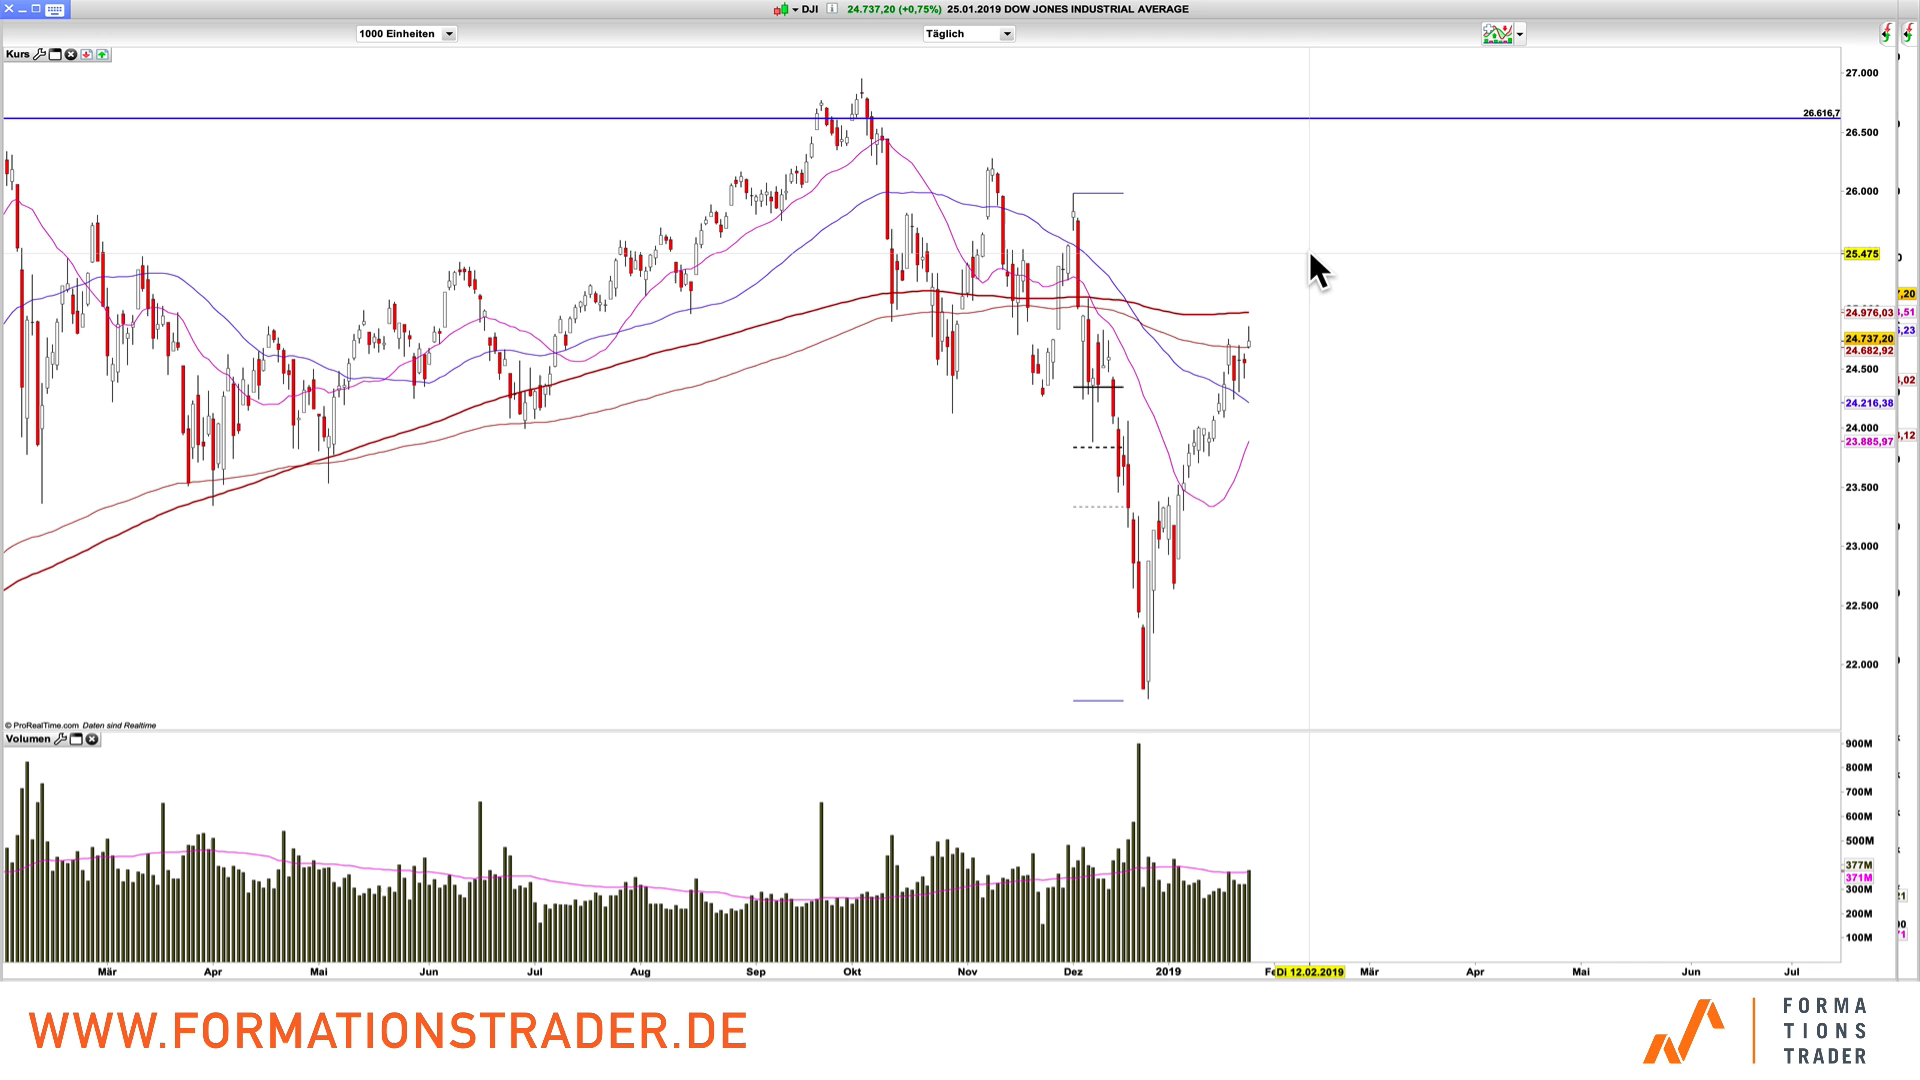 DJI 24.737,20 (+0,75%) 25.01.2019 DOW JONES INDUSTRIAL AVERAGE
1000 Einheiten
Täglich
Kurs
27.000
26.616,7
26.500
26.000
25.475
24.976,03
24.737,20
24.682,92
24.500
24.216,38
24.000
23.885,97
23.500
23.000
22.500
22.000
© ProRealTime.com Daten sind Realtime
Volumen
900M
800M
700M
600M
500M
377M
371M
300M
200M
100M
Mär Apr Mai Jun Jul Aug Sep Okt Nov Dez 2019 Di 12.02.2019 Mär Apr Mai Jun Jul
WWW.FORMATIONSTRADER.DE
FORMA
TIONS
TRADER